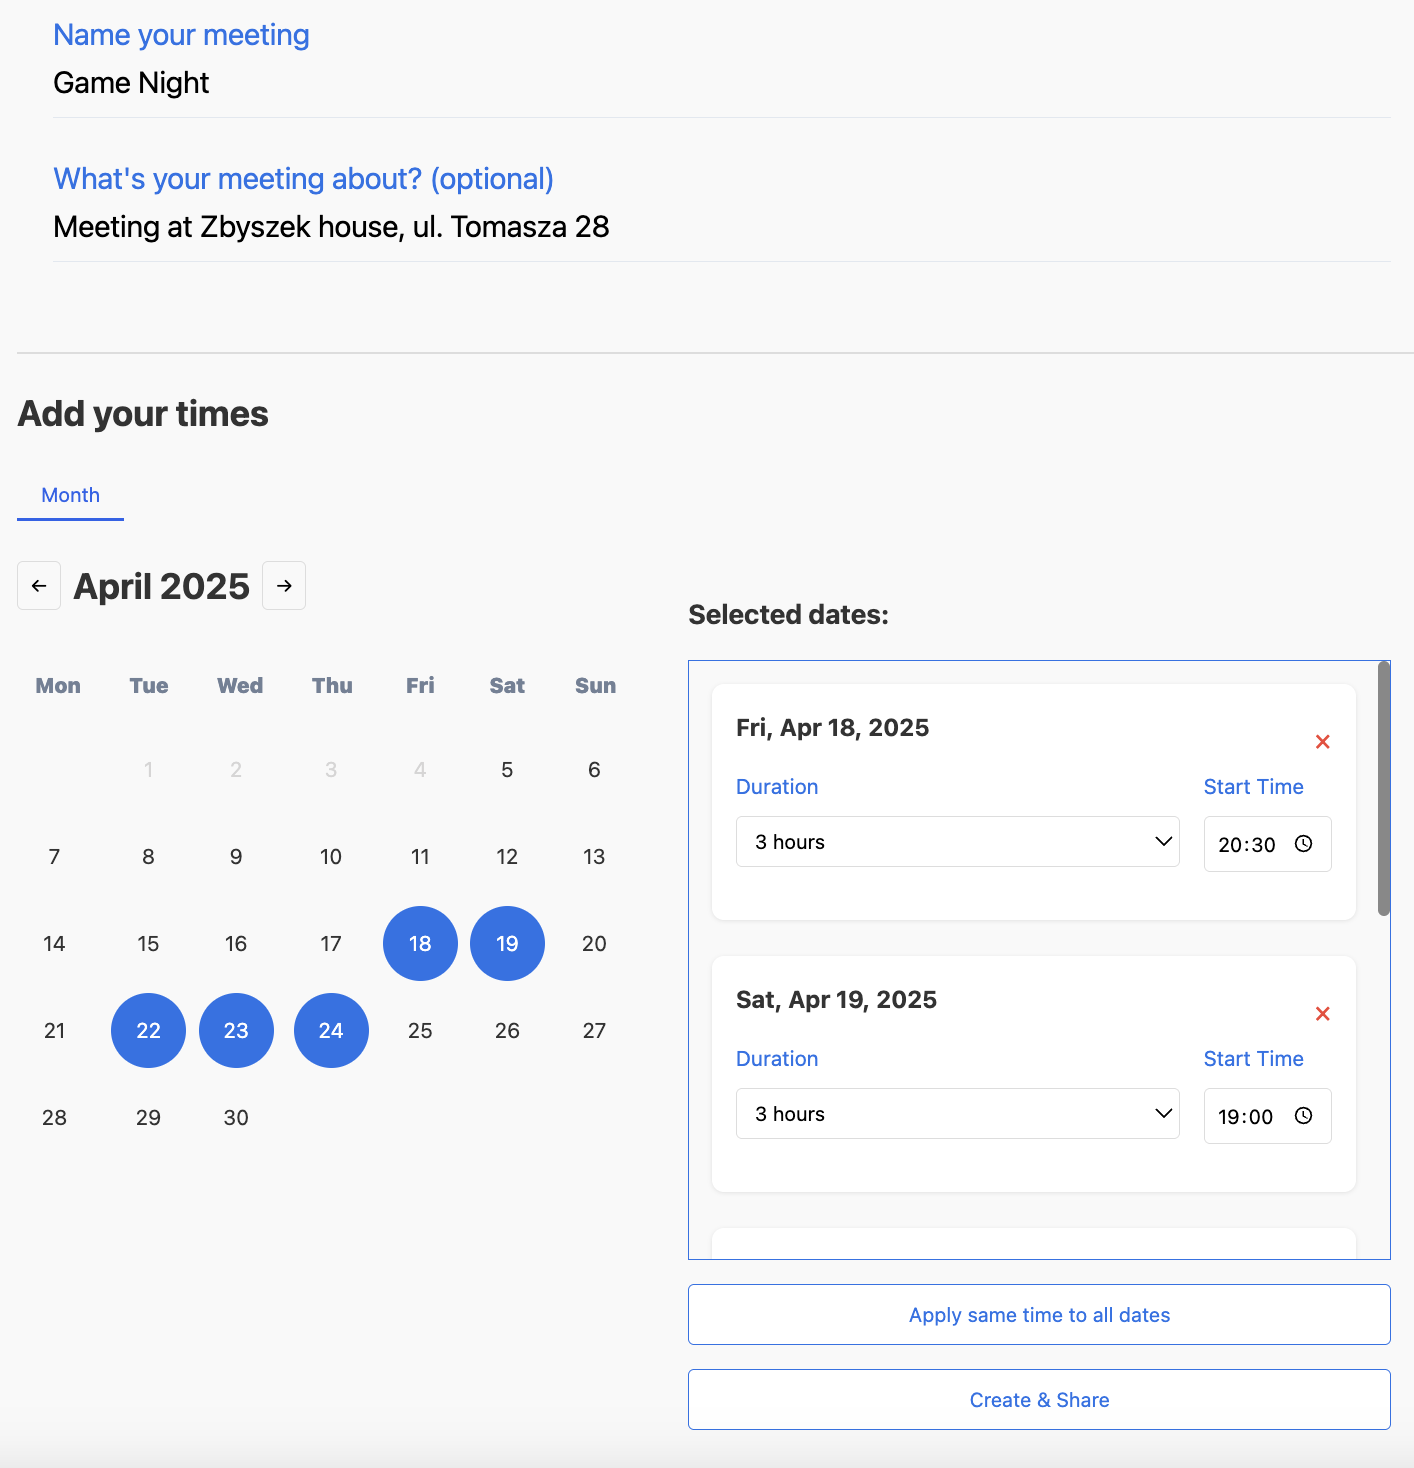 Name your meeting
Game Night
What's your meeting about? (optional)
Meeting at Zbyszek house, ul. Tomasza 28
Add your times
Month
← April 2025 →
Mon Tue Wed Thu Fri Sat Sun
1 2 3 4 5 6
7 8 9 10 11 12 13
14 15 16 17 18 19 20
21 22 23 24 25 26 27
28 29 30
Selected dates:
Fri, Apr 18, 2025
Duration Start Time
3 hours 20:30
Sat, Apr 19, 2025
Duration Start Time
3 hours 19:00
Apply same time to all dates
Create & Share